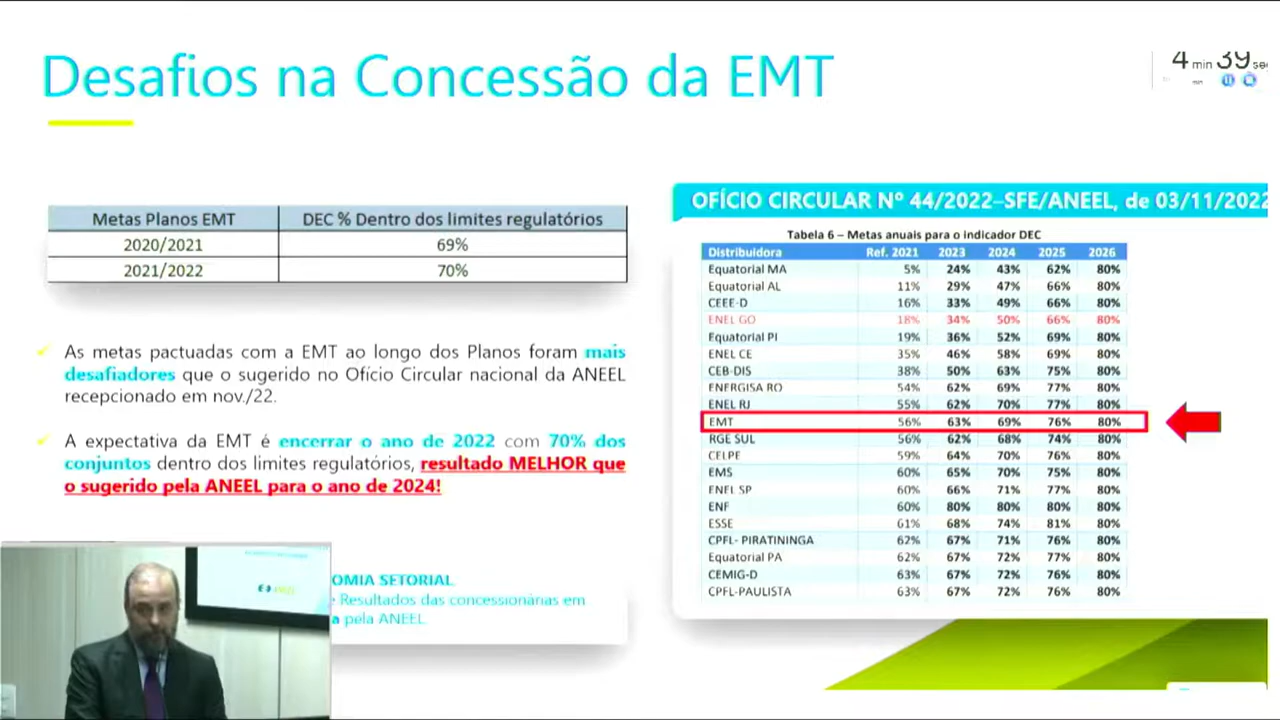 Desafios na Concessão da EMT
4 min 39 sec
Metas Planos EMT DEC % Dentro dos limites regulatórios
2020/2021 69%
2021/2022 70%
As metas pactuadas com a EMT ao longo dos Planos foram mais
desafiadores que o sugerido no Ofício Circular nacional da ANEEL
recepcionado em nov./22.
A expectativa da EMT é encerrar o ano de 2022 com 70% dos
conjuntos dentro dos limites regulatórios, resultado MELHOR que
o sugerido pela ANEEL para o ano de 2024!
OMIA SETORIAL
Resultados das concessionárias em
pela ANEEL.
OFÍCIO CIRCULAR Nº 44/2022–SFE/ANEEL, de 03/11/2022
Tabela 6 – Metas anuais para o indicador DEC
Distribuidora Ref. 2021 2023 2024 2025 2026
Equatorial MA 5% 24% 43% 62% 80%
Equatorial AL 11% 29% 47% 66% 80%
CEEE-D 16% 33% 49% 66% 80%
ENEL GO 18% 34% 50% 66% 80%
Equatorial PI 19% 36% 52% 69% 80%
ENEL CE 35% 46% 58% 69% 80%
CEB-DIS 38% 50% 63% 75% 80%
ENERGISA RO 54% 62% 69% 77% 80%
ENEL RJ 55% 62% 70% 77% 80%
EMT 56% 63% 69% 76% 80%
RGE SUL 56% 62% 68% 74% 80%
CELPE 59% 64% 70% 76% 80%
EMS 60% 65% 70% 75% 80%
ENEL SP 60% 66% 71% 77% 80%
ENF 60% 80% 80% 80% 80%
ESSE 61% 68% 74% 81% 80%
CPFL- PIRATININGA 62% 67% 71% 76% 80%
Equatorial PA 62% 67% 72% 77% 80%
CEMIG-D 63% 67% 72% 76% 80%
CPFL-PAULISTA 63% 67% 72% 76% 80%